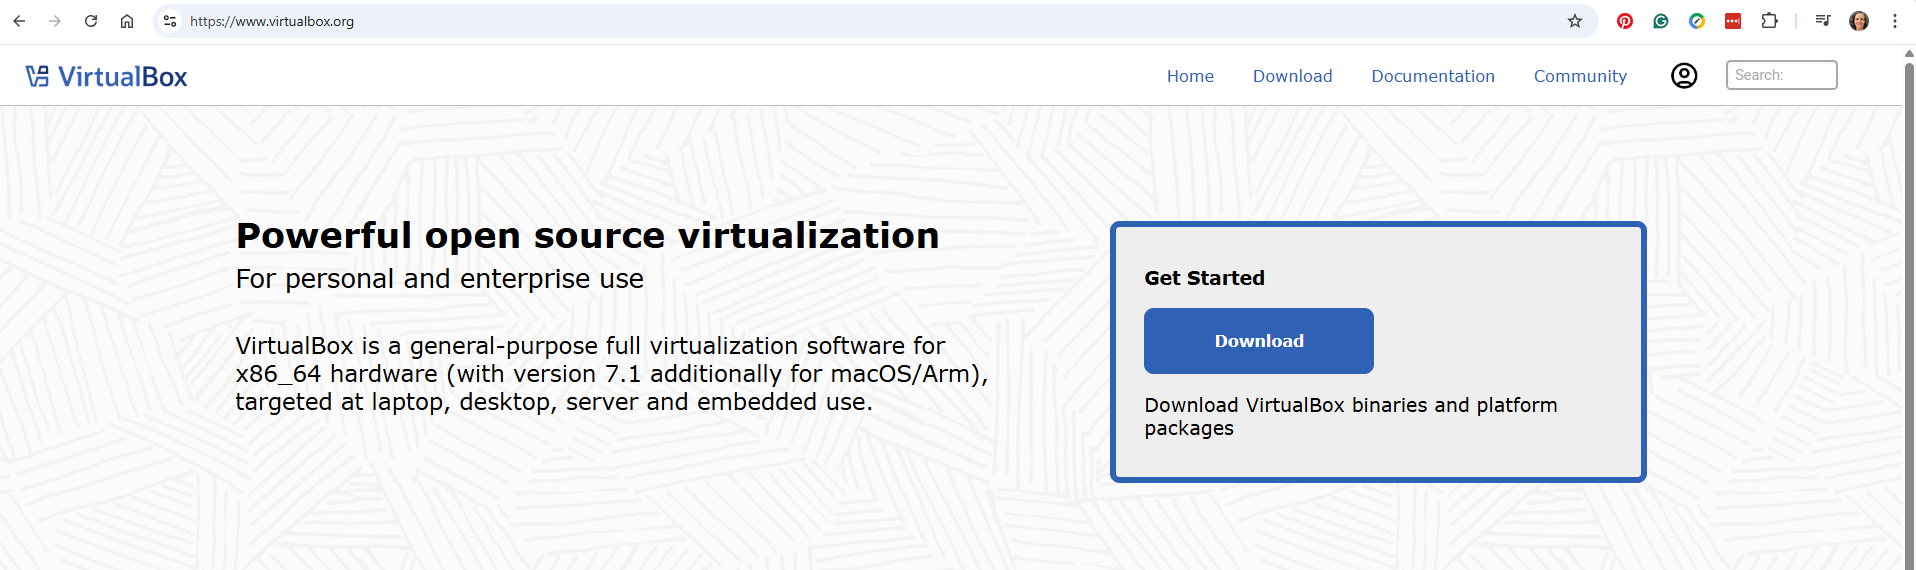 https://www.virtualbox.org
VirtualBox
Home Download Documentation Community Search:
Powerful open source virtualization
For personal and enterprise use
VirtualBox is a general-purpose full virtualization software for
x86_64 hardware (with version 7.1 additionally for macOS/Arm),
targeted at laptop, desktop, server and embedded use.
Get Started
Download
Download VirtualBox binaries and platform
packages